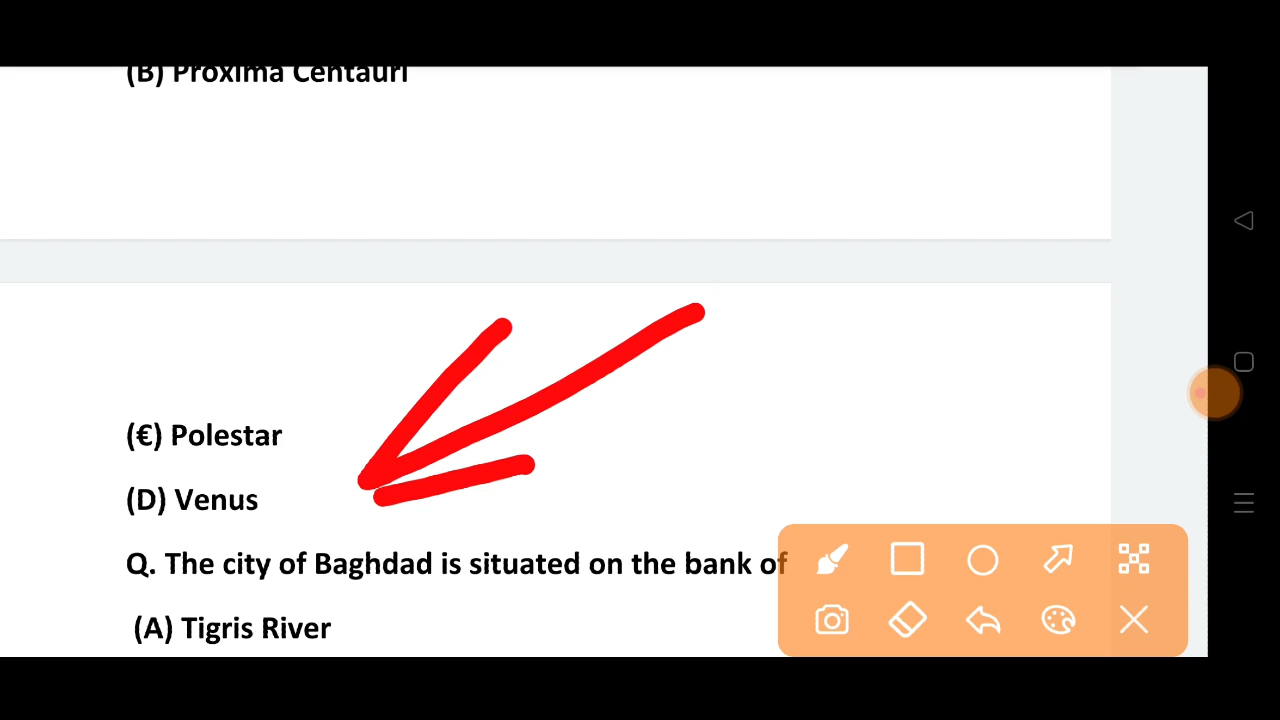 (B) Proxima Centauri
(€) Polestar
(D) Venus
Q. The city of Baghdad is situated on the bank of
(A) Tigris River